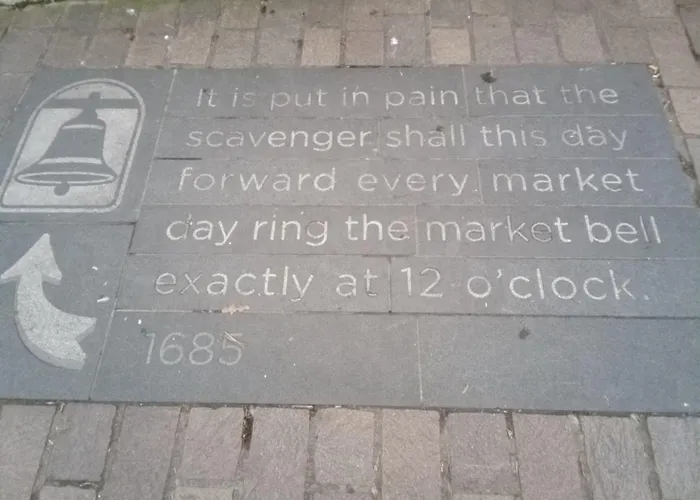 It is put in pain that the
scavenger shall this day
forward every market
day ring the market bell
exactly at 12 o'clock.
1685